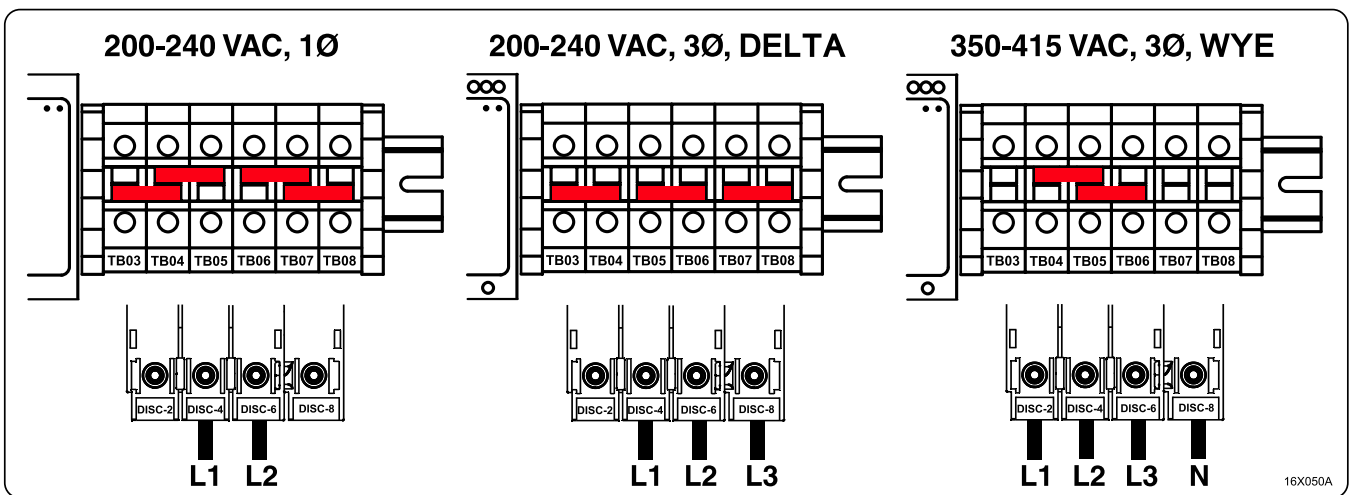 200-240 VAC, 1Ø
TB03 TB04 TB05 TB06 TB07 TB08
DISC-2 DISC-4 DISC-6 DISC-8
L1 L2
200-240 VAC, 3Ø, DELTA
TB03 TB04 TB05 TB06 TB07 TB08
DISC-2 DISC-4 DISC-6 DISC-8
L1 L2 L3
350-415 VAC, 3Ø, WYE
TB03 TB04 TB05 TB06 TB07 TB08
DISC-2 DISC-4 DISC-6 DISC-8
L1 L2 L3 N
16X050A